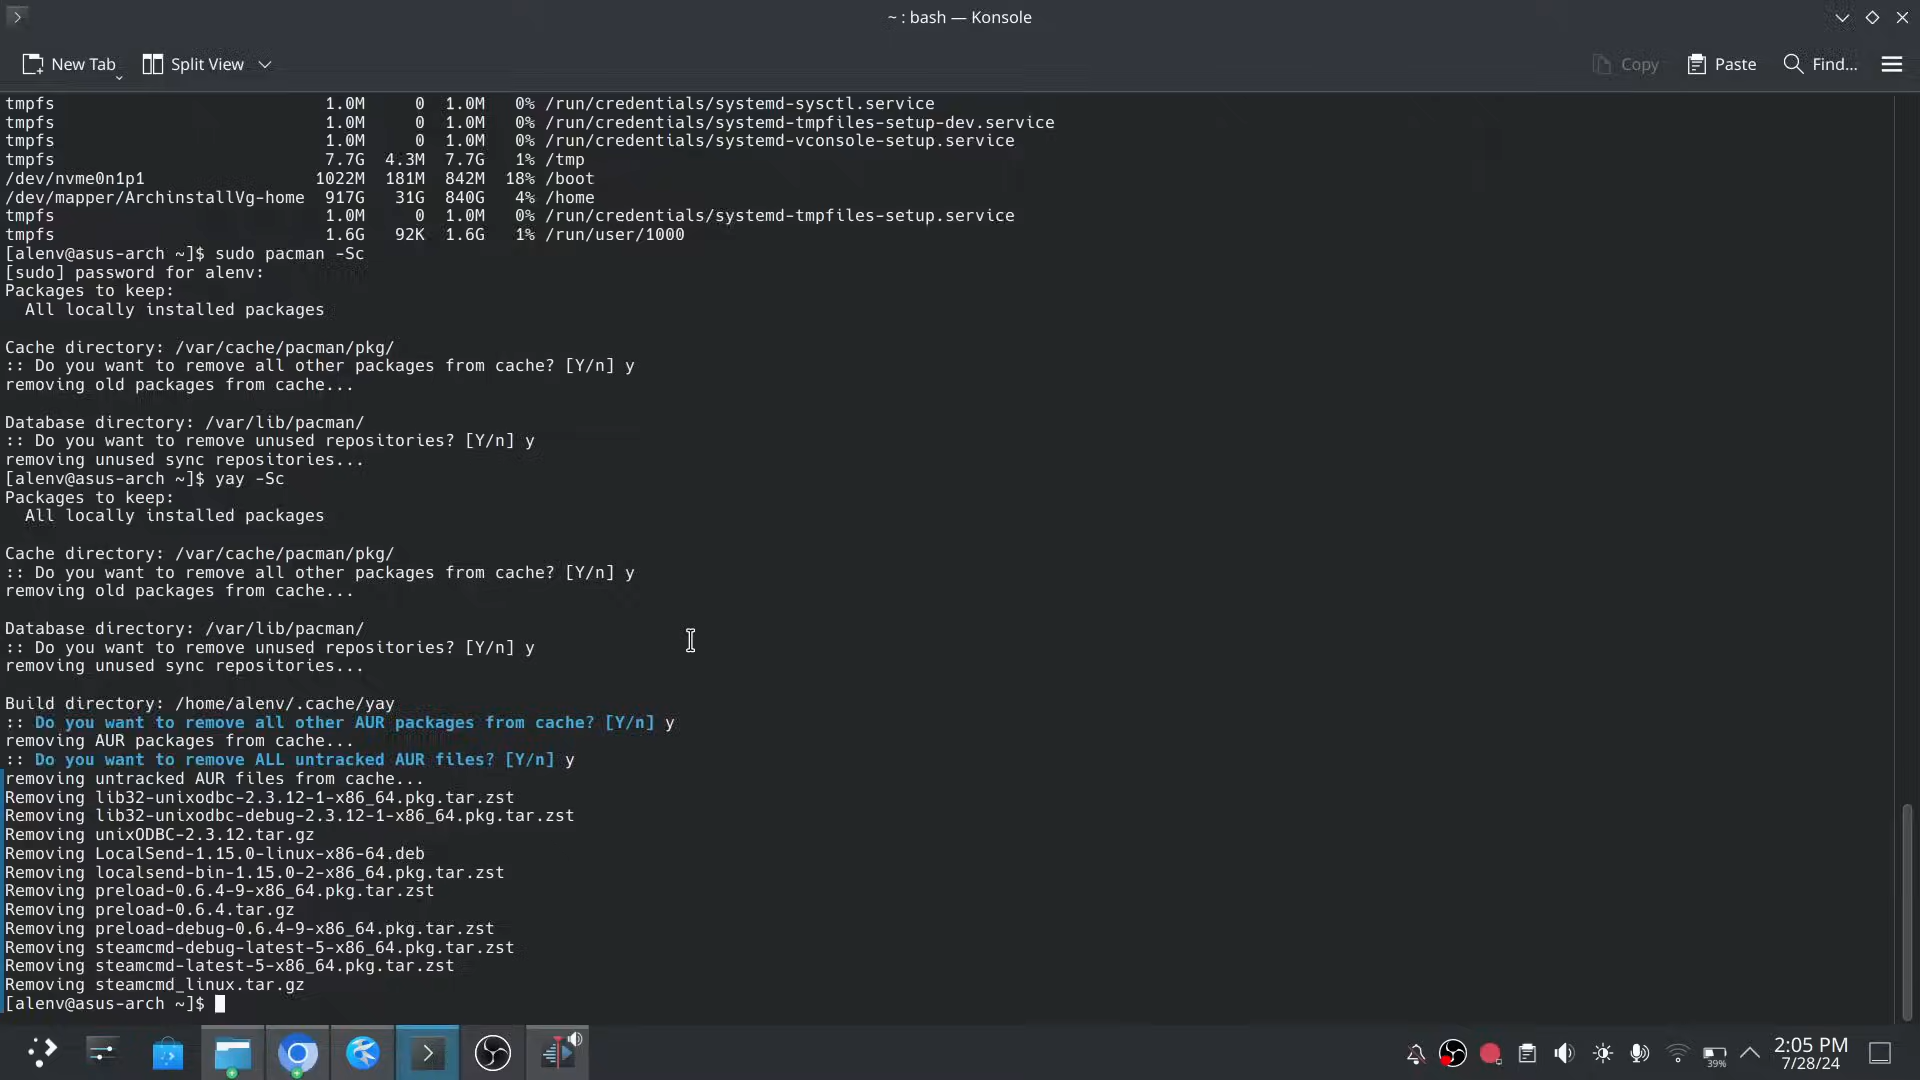 ~ : bash — Konsole
New Tab
Split View
Copy
Paste
Find...
tmpfs 1.0M 0 1.0M 0% /run/credentials/systemd-sysctl.service
tmpfs 1.0M 0 1.0M 0% /run/credentials/systemd-tmpfiles-setup-dev.service
tmpfs 1.0M 0 1.0M 0% /run/credentials/systemd-vconsole-setup.service
tmpfs 7.7G 4.3M 7.7G 1% /tmp
/dev/nvme0n1p1 1022M 181M 842M 18% /boot
/dev/mapper/ArchinstallVg-home 917G 31G 840G 4% /home
tmpfs 1.0M 0 1.0M 0% /run/credentials/systemd-tmpfiles-setup.service
tmpfs 1.6G 92K 1.6G 1% /run/user/1000
[alenv@asus-arch ~]$ sudo pacman -Sc
[sudo] password for alenv:
Packages to keep:
All locally installed packages
Cache directory: /var/cache/pacman/pkg/
:: Do you want to remove all other packages from cache? [Y/n] y
removing old packages from cache...
Database directory: /var/lib/pacman/
:: Do you want to remove unused repositories? [Y/n] y
removing unused sync repositories...
[alenv@asus-arch ~]$ yay -Sc
Packages to keep:
All locally installed packages
Cache directory: /var/cache/pacman/pkg/
:: Do you want to remove all other packages from cache? [Y/n] y
removing old packages from cache...
Database directory: /var/lib/pacman/
:: Do you want to remove unused repositories? [Y/n] y
removing unused sync repositories...
Build directory: /home/alenv/.cache/yay
:: Do you want to remove all other AUR packages from cache? [Y/n] y
removing AUR packages from cache...
:: Do you want to remove ALL untracked AUR files? [Y/n] y
removing untracked AUR files from cache...
Removing lib32-unixodbc-2.3.12-1-x86_64.pkg.tar.zst
Removing lib32-unixodbc-debug-2.3.12-1-x86_64.pkg.tar.zst
Removing unixODBC-2.3.12.tar.gz
Removing LocalSend-1.15.0-linux-x86-64.deb
Removing localsend-bin-1.15.0-2-x86_64.pkg.tar.zst
Removing preload-0.6.4-9-x86_64.pkg.tar.zst
Removing preload-0.6.4.tar.gz
Removing preload-debug-0.6.4-9-x86_64.pkg.tar.zst
Removing steamcmd-debug-latest-5-x86_64.pkg.tar.zst
Removing steamcmd-latest-5-x86_64.pkg.tar.zst
Removing steamcmd_linux.tar.gz
[alenv@asus-arch ~]$
39%
2:05 PM
7/28/24